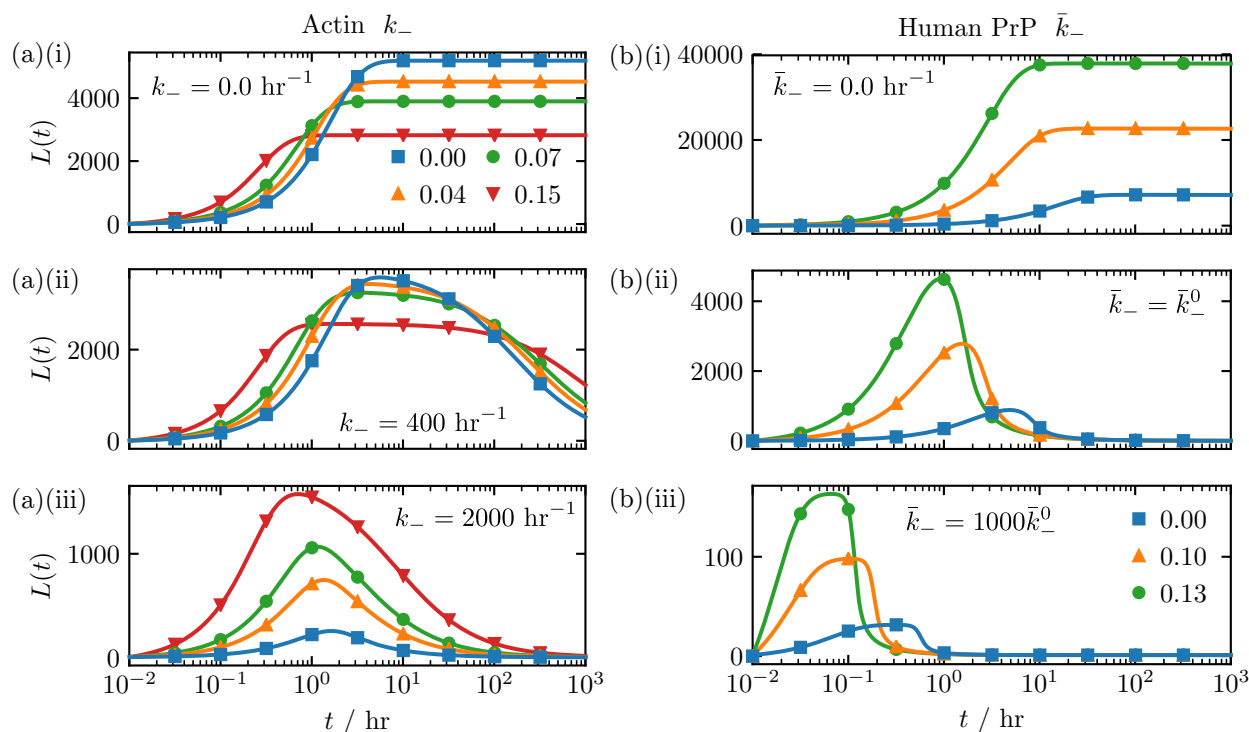 Actin k₋
(a)(i)
k₋ = 0.0 hr⁻¹
L(t)
4000
2000
0
0.00
0.07
0.04
0.15
(a)(ii)
k₋ = 400 hr⁻¹
L(t)
2000
0
(a)(iii)
k₋ = 2000 hr⁻¹
L(t)
1000
0
10⁻² 10⁻¹ 10⁰ 10¹ 10² 10³
t / hr
Human PrP k̄₋
(b)(i)
k̄₋ = 0.0 hr⁻¹
40000
20000
0
(b)(ii)
k̄₋ = k̄₋⁰
4000
2000
0
(b)(iii)
k̄₋ = 1000k̄₋⁰
100
0
0.00
0.10
0.13
10⁻² 10⁻¹ 10⁰ 10¹ 10² 10³
t / hr